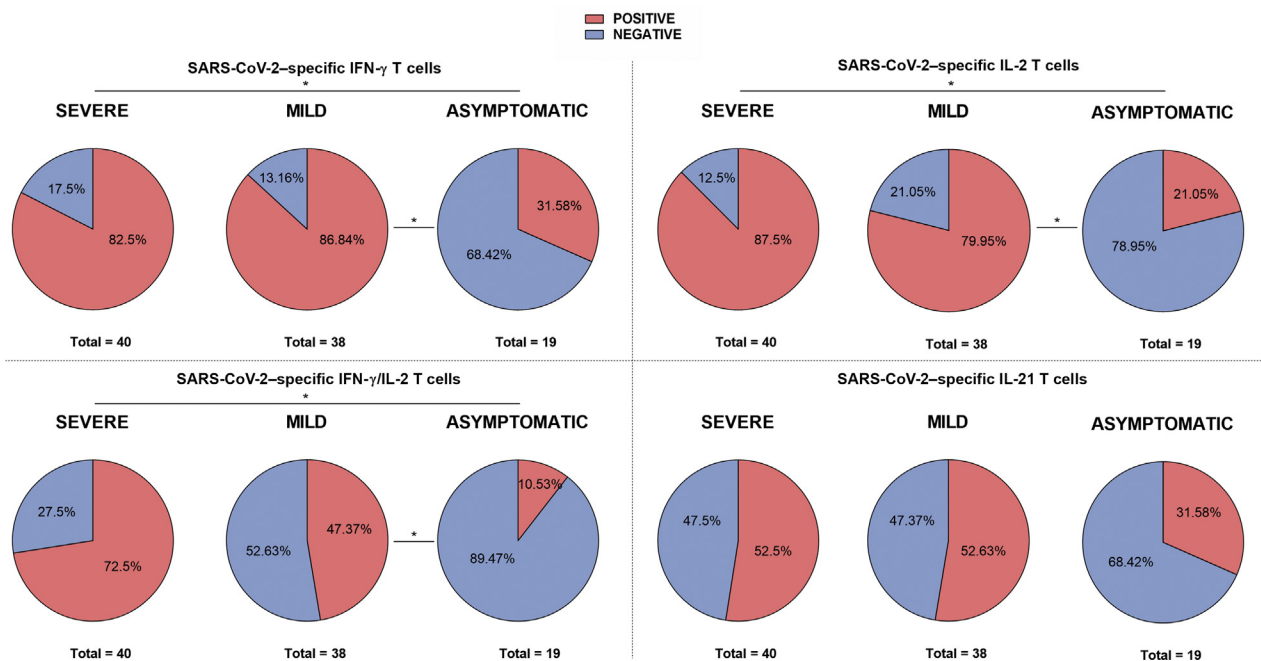 POSITIVE
NEGATIVE
SARS-CoV-2–specific IFN-γ T cells
*
SEVERE MILD ASYMPTOMATIC
17.5%
82.5%
13.16%
86.84%
*
31.58%
68.42%
Total = 40 Total = 38 Total = 19
SARS-CoV-2–specific IL-2 T cells
*
SEVERE MILD ASYMPTOMATIC
12.5%
87.5%
21.05%
79.95%
*
21.05%
78.95%
Total = 40 Total = 38 Total = 19
SARS-CoV-2–specific IFN-γ/IL-2 T cells
*
SEVERE MILD ASYMPTOMATIC
27.5%
72.5%
52.63%
47.37%
*
10.53%
89.47%
Total = 40 Total = 38 Total = 19
SARS-CoV-2–specific IL-21 T cells
SEVERE MILD ASYMPTOMATIC
47.5%
52.5%
47.37%
52.63%
31.58%
68.42%
Total = 40 Total = 38 Total = 19